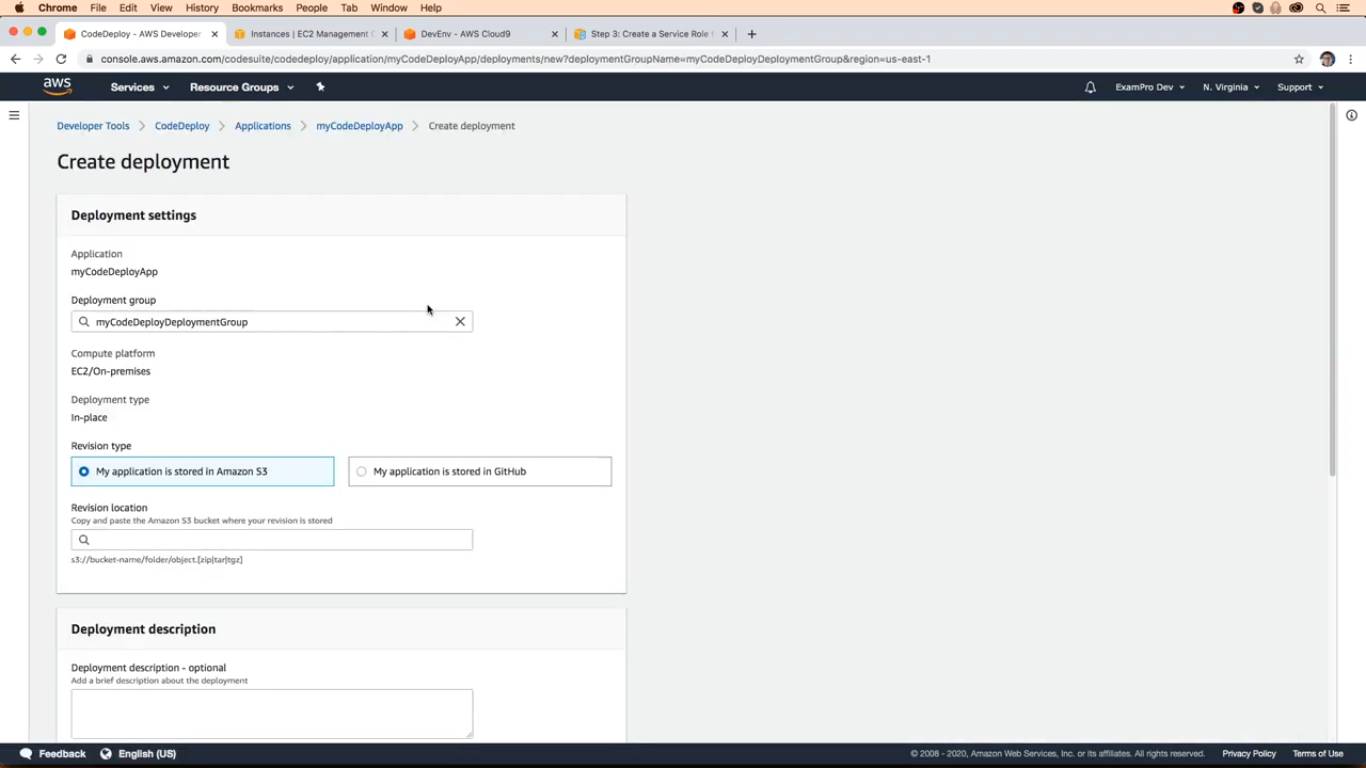 Chrome File Edit View History Bookmarks People Tab Window Help
CodeDeploy - AWS Developer Instances | EC2 Management C DevEnv - AWS Cloud9 Step 3: Create a Service Role
console.aws.amazon.com/codesuite/codedeploy/application/myCodeDeployApp/deployments/new?deploymentGroupName=myCodeDeployDeploymentGroup&region=us-east-1
aws Services Resource Groups ExamPro Dev N. Virginia Support
Developer Tools CodeDeploy Applications myCodeDeployApp Create deployment
Create deployment
Deployment settings
Application
myCodeDeployApp
Deployment group
myCodeDeployDeploymentGroup
Compute platform
EC2/On-premises
Deployment type
In-place
Revision type
My application is stored in Amazon S3 My application is stored in GitHub
Revision location
Copy and paste the Amazon S3 bucket where your revision is stored
s3://bucket-name/folder/object.[zip|tar|tgz]
Deployment description
Deployment description - optional
Add a brief description about the deployment
Feedback English (US) © 2008 - 2020, Amazon Web Services, Inc. or its affiliates. All rights reserved. Privacy Policy Terms of Use